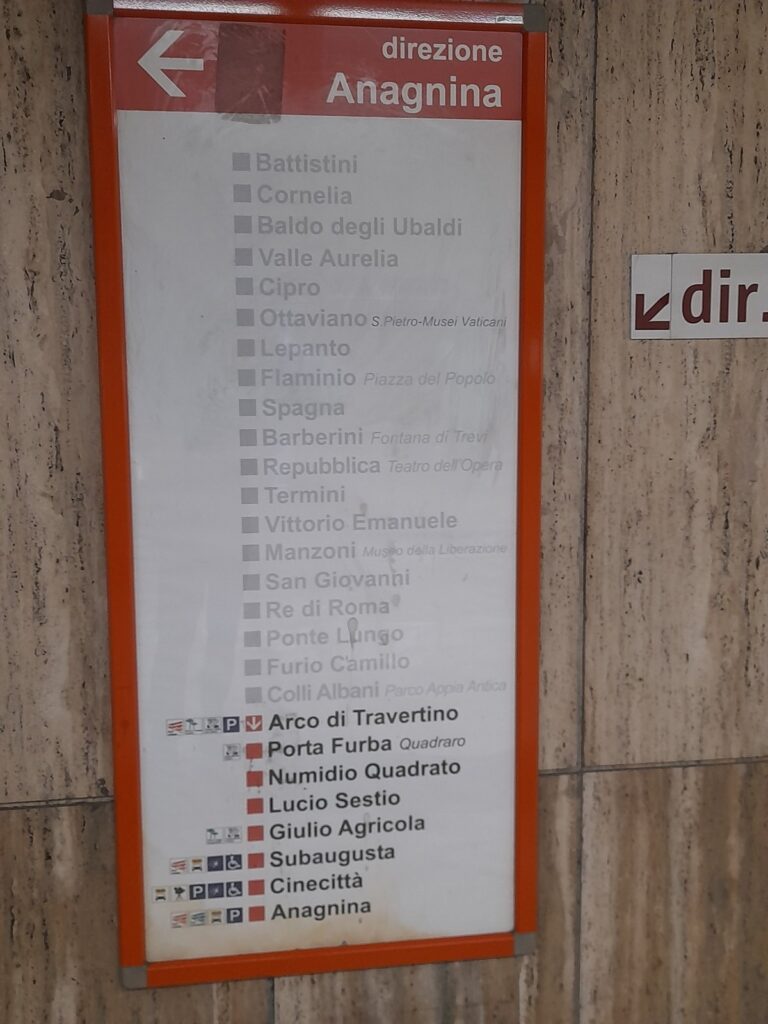 direzione
Anagnina
Battistini
Cornelia
Baldo degli Ubaldi
Valle Aurelia
Cipro
Ottaviano S.Pietro-Musei Vaticani
Lepanto
Flaminio Piazza del Popolo
Spagna
Barberini Fontana di Trevi
Repubblica Teatro dell'Opera
Termini
Vittorio Emanuele
Manzoni Museo della Liberazione
San Giovanni
Re di Roma
Ponte Lungo
Furio Camillo
Colli Albani Parco Appia Antica
P Arco di Travertino
Porta Furba Quadraro
Numidio Quadrato
Lucio Sestio
Giulio Agricola
Subaugusta
P Cinecittà
P Anagnina
dir.